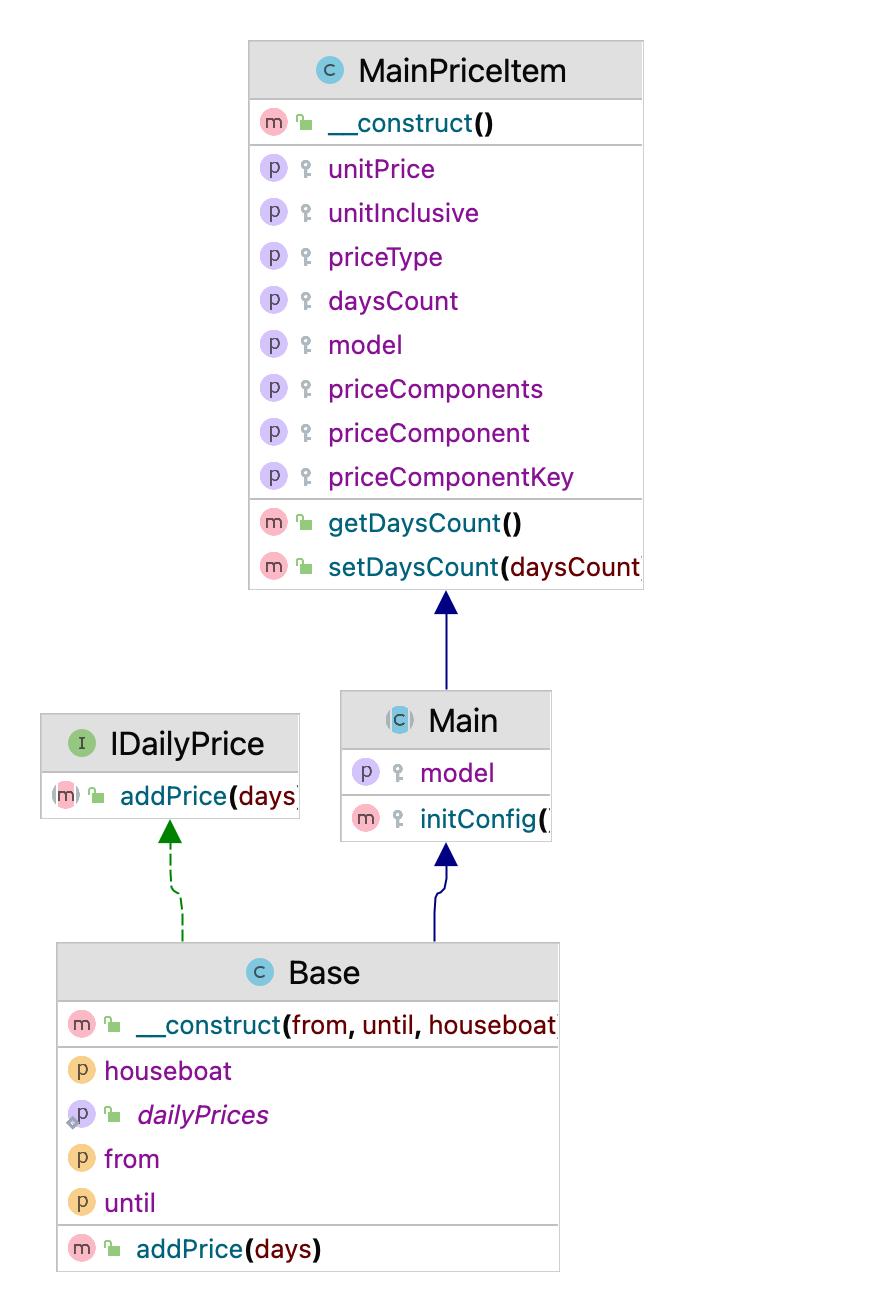 C MainPriceItem
m __construct()
p unitPrice
p unitInclusive
p priceType
p daysCount
p model
p priceComponents
p priceComponent
p priceComponentKey
m getDaysCount()
m setDaysCount(daysCount
I IDailyPrice
m addPrice(days
C Main
p model
m initConfig(
C Base
m __construct(from, until, houseboat
p houseboat
p dailyPrices
p from
p until
m addPrice(days)